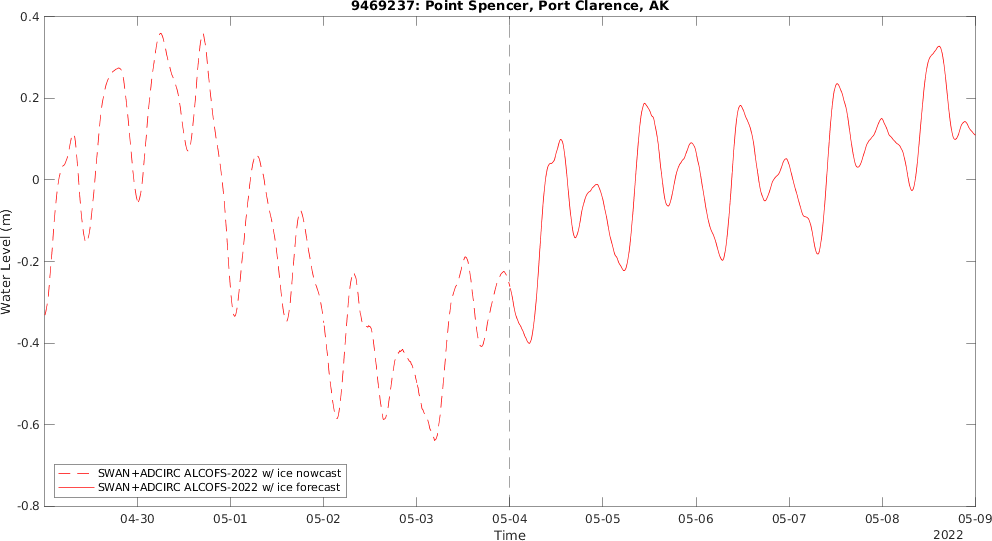 9469237: Point Spencer, Port Clarence, AK
0.4
0.2
0
-0.2
-0.4
-0.6
-0.8
Water Level (m)
SWAN+ADCIRC ALCOFS-2022 w/ ice nowcast
SWAN+ADCIRC ALCOFS-2022 w/ ice forecast
04-30 05-01 05-02 05-03 05-04 05-05 05-06 05-07 05-08 05-09
Time
2022